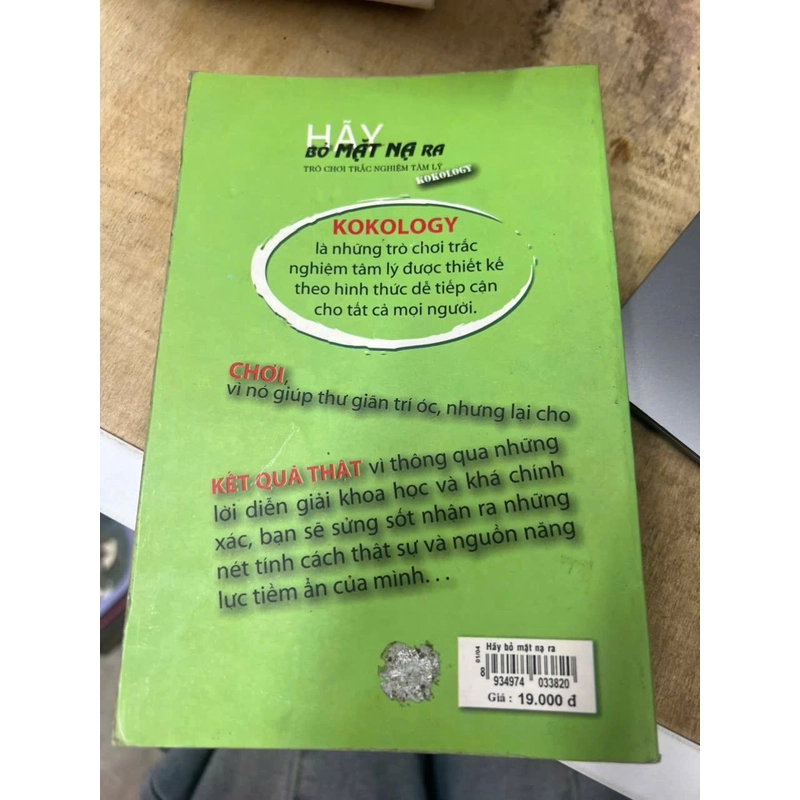 HÃY
BỎ MẶT NẠ RA
TRÒ CHƠI TRẮC NGHIỆM TÂM LÝ
KOKOLOGY
KOKOLOGY
là những trò chơi trắc
nghiệm tâm lý được thiết kế
theo hình thức dễ tiếp cận
cho tất cả mọi người.
CHƠI,
vì nó giúp thư giãn trí óc, nhưng lại cho
KẾT QUẢ THẬT vì thông qua những
lời diễn giải khoa học và khá chính
xác, bạn sẽ sửng sốt nhận ra những
nét tính cách thật sự và nguồn năng
lực tiềm ẩn của mình...
Hãy bỏ mặt nạ ra
01/04
8 934974 033820
Giá : 19.000 đ